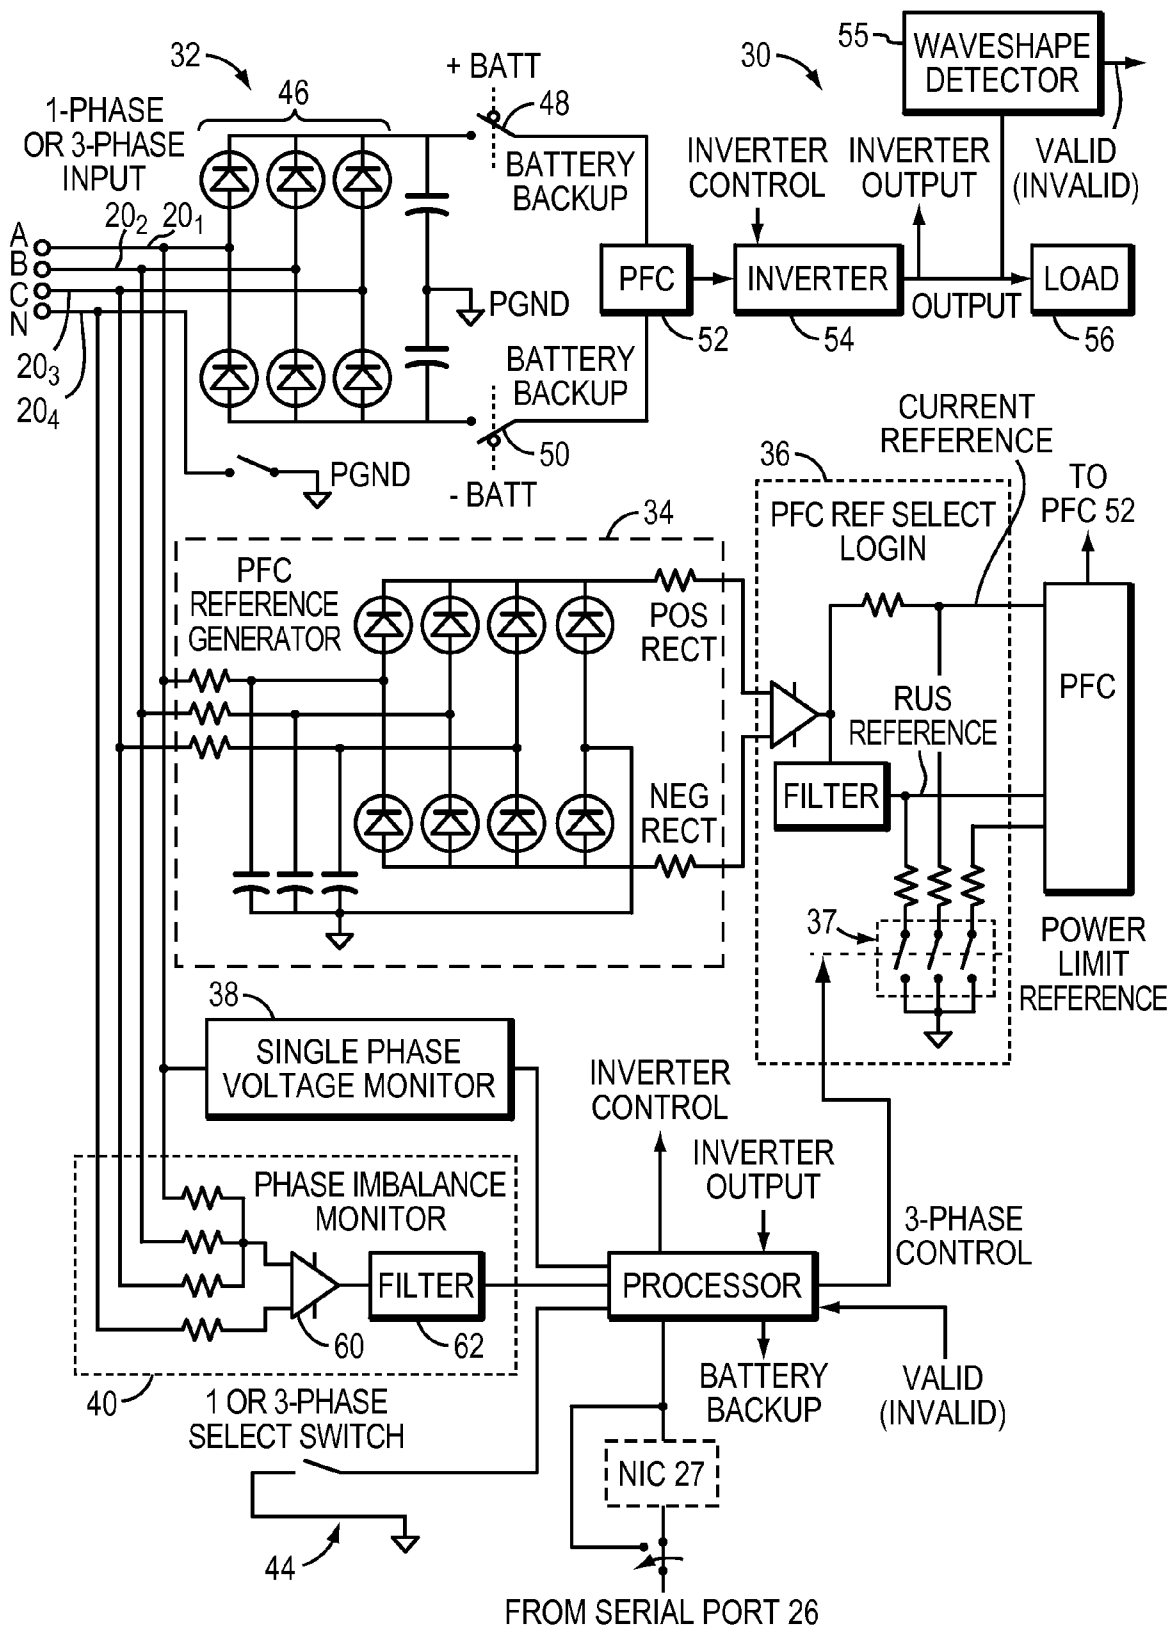 32
46
+ BATT
48
30
55
WAVESHAPE
DETECTOR
1-PHASE
OR 3-PHASE
INPUT
BATTERY
BACKUP
INVERTER
CONTROL
INVERTER
OUTPUT
VALID
(INVALID)
A
B
C
N
20₂
20₁
20₃
20₄
PGND
PFC
52
INVERTER
54
OUTPUT
LOAD
56
BATTERY
BACKUP
50
- BATT
PGND
CURRENT
REFERENCE
36
34
PFC REF SELECT
LOGIN
TO
PFC 52
PFC
REFERENCE
GENERATOR
POS
RECT
NEG
RECT
RUS
REFERENCE
FILTER
PFC
37
POWER
LIMIT
REFERENCE
38
SINGLE PHASE
VOLTAGE MONITOR
INVERTER
CONTROL
INVERTER
OUTPUT
PHASE IMBALANCE
MONITOR
3-PHASE
CONTROL
FILTER
PROCESSOR
60
62
40
BATTERY
BACKUP
VALID
(INVALID)
1 OR 3-PHASE
SELECT SWITCH
NIC 27
44
FROM SERIAL PORT 26